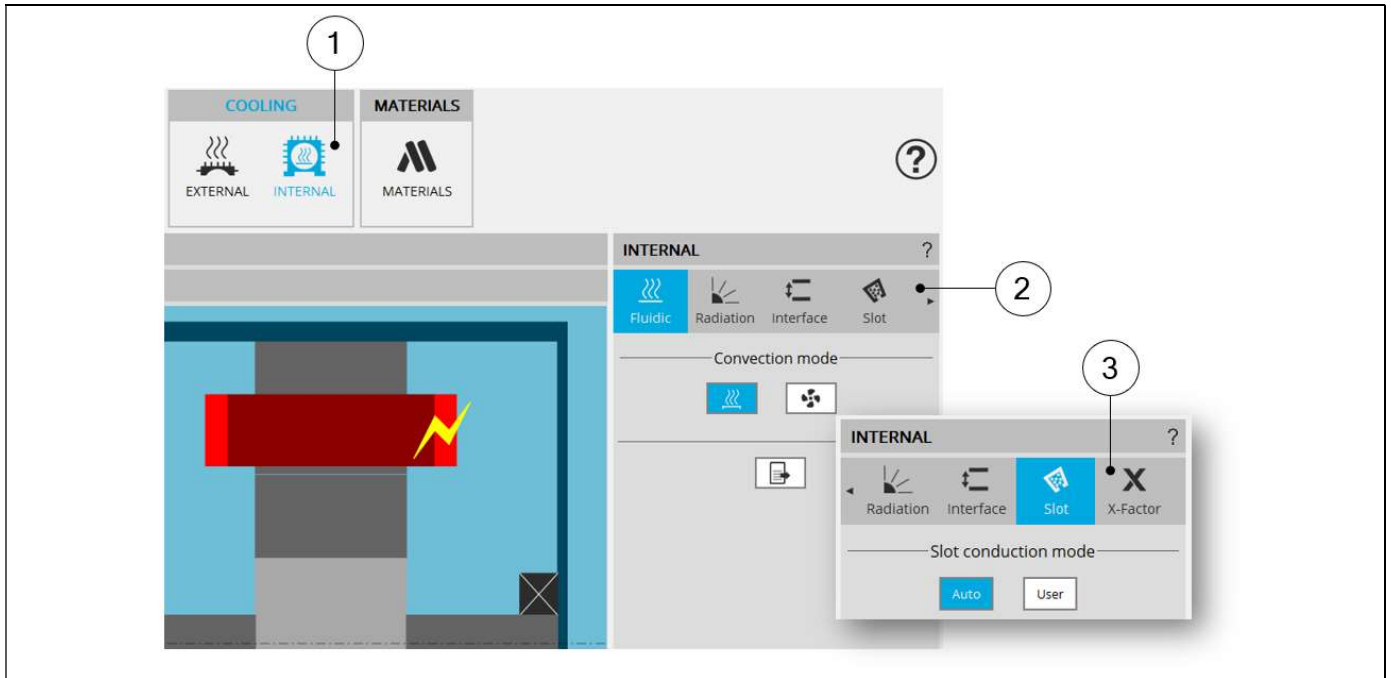 1
COOLING MATERIALS
EXTERNAL INTERNAL MATERIALS
?
INTERNAL ?
2
Fluidic Radiation Interface Slot
Convection mode
3
INTERNAL ?
Radiation Interface Slot X-Factor
Slot conduction mode
Auto User